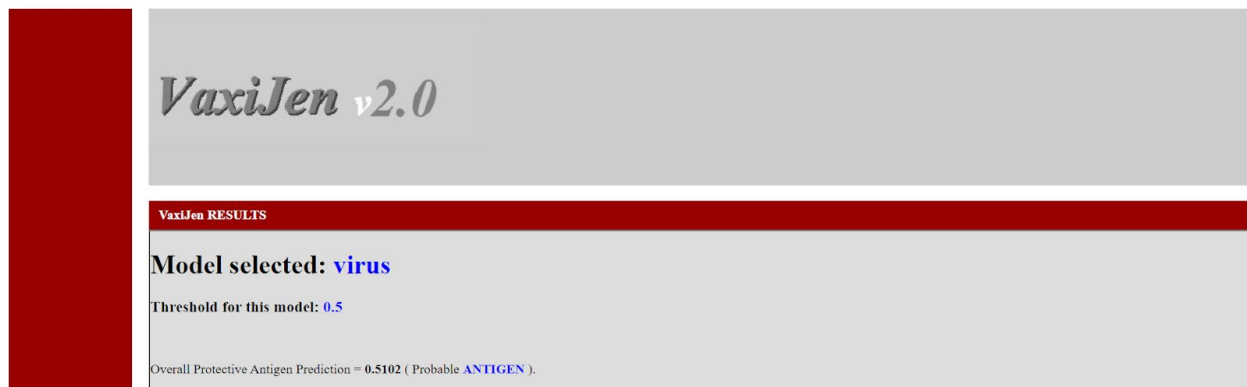 VaxiJen v2.0
VaxiJen RESULTS
Model selected: virus
Threshold for this model: 0.5
Overall Protective Antigen Prediction = 0.5102 ( Probable ANTIGEN ).